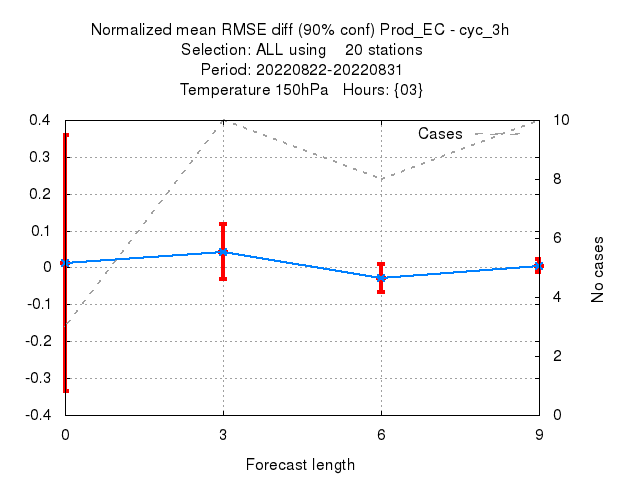 Normalized mean RMSE diff (90% conf) Prod_EC - cyc_3h
Selection: ALL using    20 stations
Period: 20220822-20220831
Temperature 150hPa   Hours: {03}
0.4
0.3
0.2
0.1
0
-0.1
-0.2
-0.3
-0.4
Cases
10
8
6
4
2
0
No cases
0 3 6 9
Forecast length